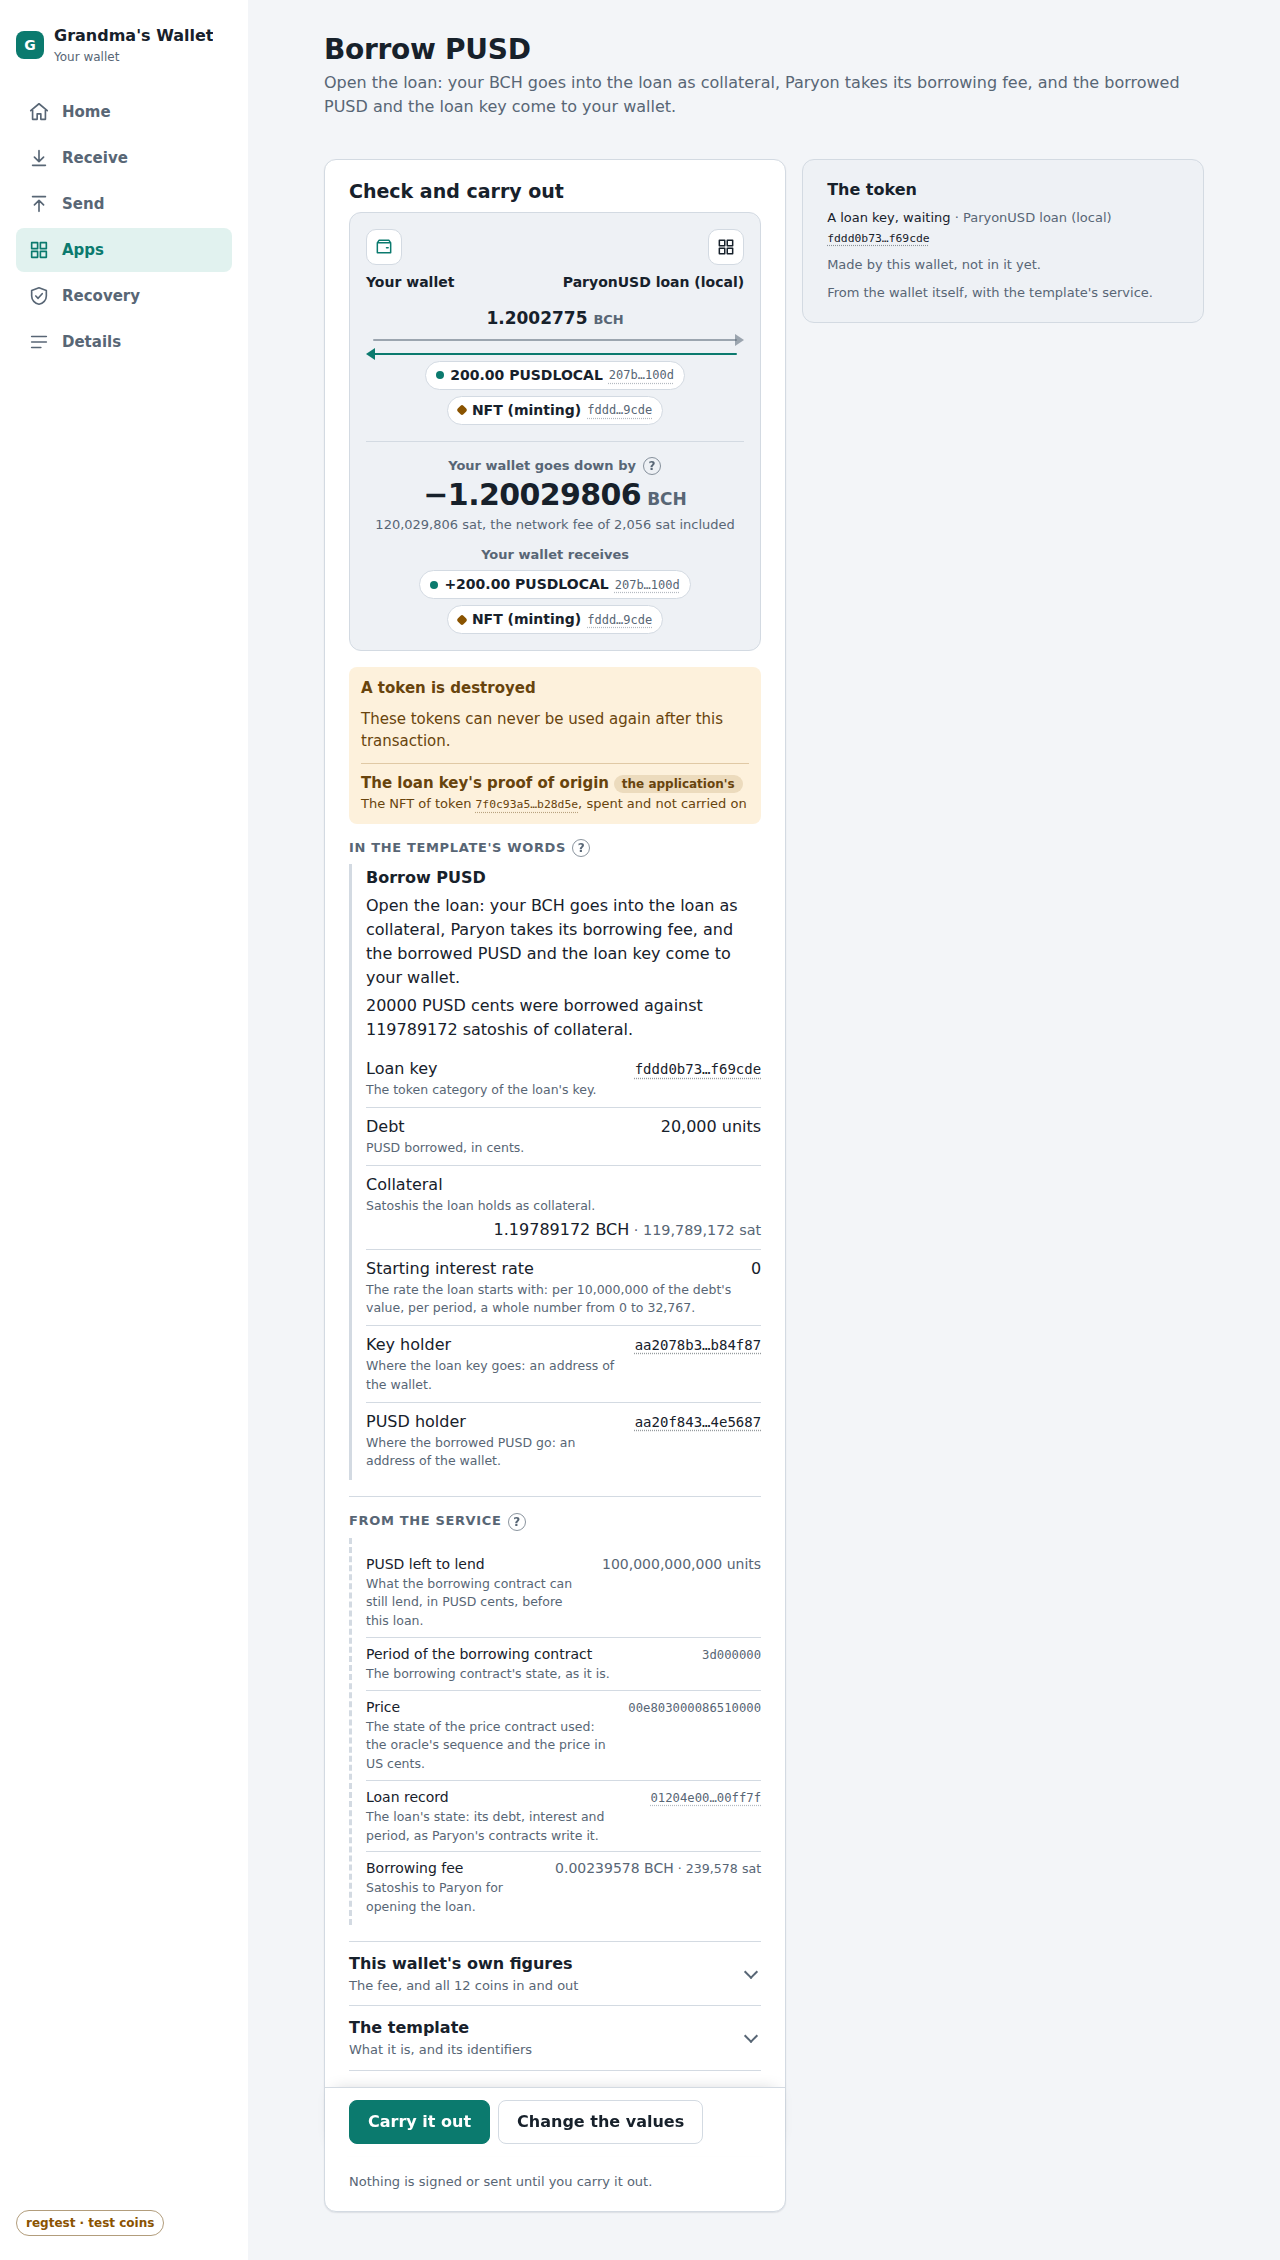 G
Grandma's Wallet
Your wallet
Home
Receive
Send
Apps
Recovery
Details
regtest · test coins
Borrow PUSD
Open the loan: your BCH goes into the loan as collateral, Paryon takes its borrowing fee, and the borrowed
PUSD and the loan key come to your wallet.
Check and carry out
Your wallet
ParyonUSD loan (local)
1.2002775 BCH
200.00 PUSDLOCAL 207b…100d
NFT (minting) fddd…9cde
Your wallet goes down by ?
−1.20029806 BCH
120,029,806 sat, the network fee of 2,056 sat included
Your wallet receives
+200.00 PUSDLOCAL 207b…100d
NFT (minting) fddd…9cde
A token is destroyed
These tokens can never be used again after this
transaction.
The loan key's proof of origin the application's
The NFT of token 7f0c93a5…b28d5e, spent and not carried on
IN THE TEMPLATE'S WORDS ?
Borrow PUSD
Open the loan: your BCH goes into the loan as
collateral, Paryon takes its borrowing fee, and
the borrowed PUSD and the loan key come to
your wallet.
20000 PUSD cents were borrowed against
119789172 satoshis of collateral.
Loan key fddd0b73…f69cde
The token category of the loan's key.
Debt 20,000 units
PUSD borrowed, in cents.
Collateral
Satoshis the loan holds as collateral.
1.19789172 BCH · 119,789,172 sat
Starting interest rate 0
The rate the loan starts with: per 10,000,000 of the debt's
value, per period, a whole number from 0 to 32,767.
Key holder aa2078b3…b84f87
Where the loan key goes: an address of
the wallet.
PUSD holder aa20f843…4e5687
Where the borrowed PUSD go: an
address of the wallet.
FROM THE SERVICE ?
PUSD left to lend 100,000,000,000 units
What the borrowing contract can
still lend, in PUSD cents, before
this loan.
Period of the borrowing contract 3d000000
The borrowing contract's state, as it is.
Price 00e803000086510000
The state of the price contract used:
the oracle's sequence and the price in
US cents.
Loan record 01204e00…00ff7f
The loan's state: its debt, interest and
period, as Paryon's contracts write it.
Borrowing fee 0.00239578 BCH · 239,578 sat
Satoshis to Paryon for
opening the loan.
This wallet's own figures
The fee, and all 12 coins in and out
The template
What it is, and its identifiers
Carry it out
Change the values
Nothing is signed or sent until you carry it out.
The token
A loan key, waiting · ParyonUSD loan (local)
fddd0b73…f69cde
Made by this wallet, not in it yet.
From the wallet itself, with the template's service.